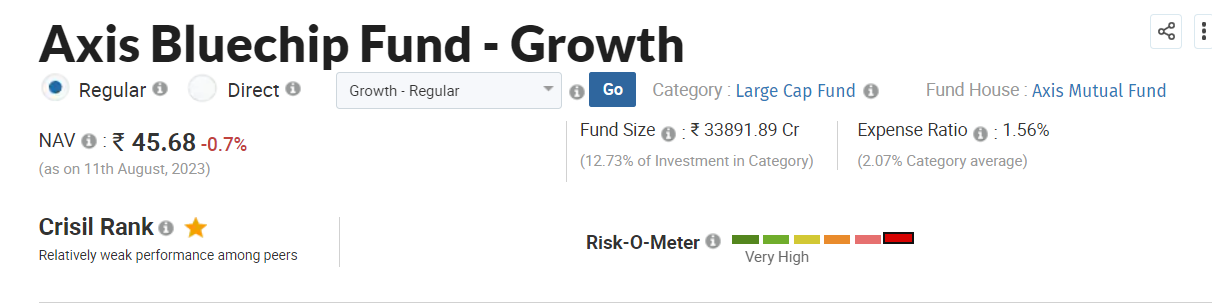 Axis Bluechip Fund - Growth
Regular Direct Growth - Regular Go Category : Large Cap Fund Fund House : Axis Mutual Fund
NAV : ₹ 45.68 -0.7%
(as on 11th August, 2023)
Fund Size : ₹ 33891.89 Cr
(12.73% of Investment in Category)
Expense Ratio : 1.56%
(2.07% Category average)
Crisil Rank
Relatively weak performance among peers
Risk-O-Meter
Very High